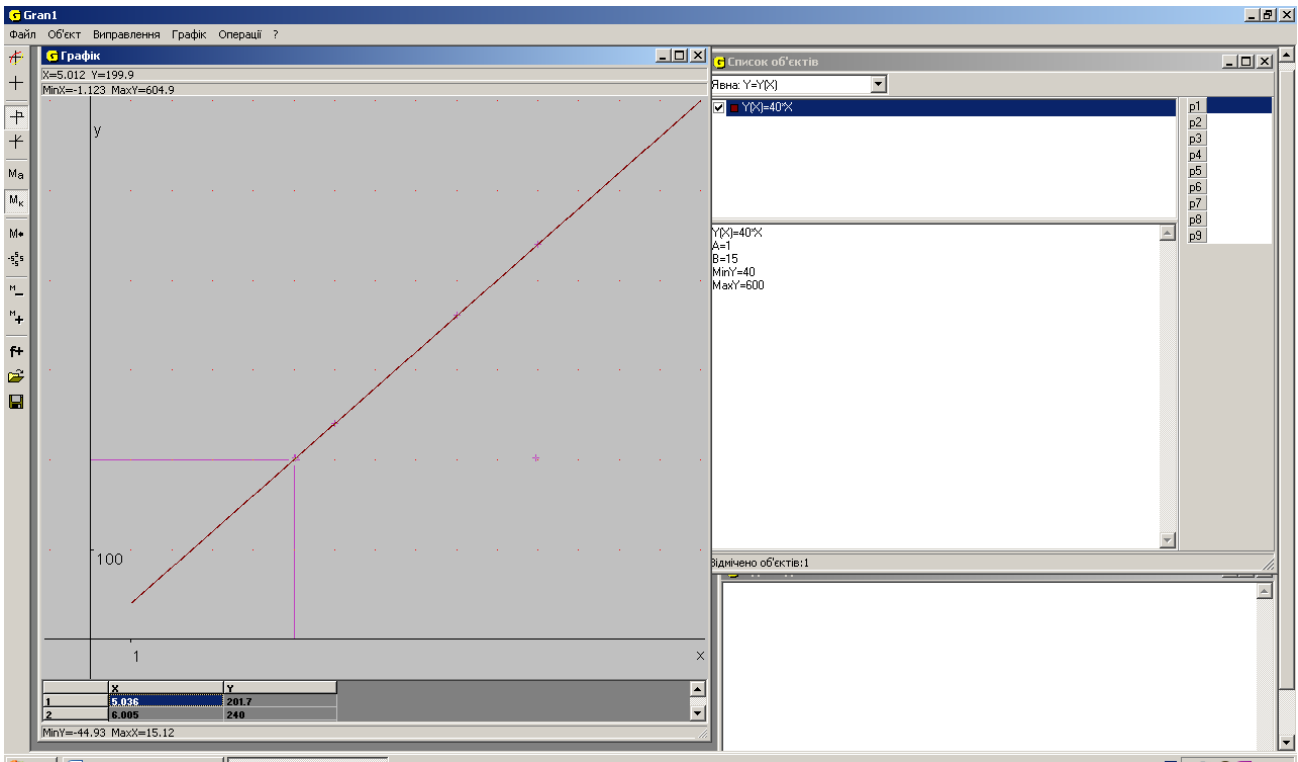 Gran1
Файл Об'єкт Виправлення Графік Операції ?
Графік
X=5.012 Y=199.9
MinX=-1.123 MaxY=604.9
y
100
1
x
X Y
1 5.036 201.7
2 6.005 240
MinY=-44.93 MaxX=15.12
Ma
Mк
M
-s s s
M
M+
f+
Список об'єктів
Явна: Y=Y(X)
Y(X)=40*X
p1
p2
p3
p4
p5
p6
p7
p8
p9
Y(X)=40*X
A=1
B=15
MinY=40
MaxY=600
Відмічено об'єктів:1